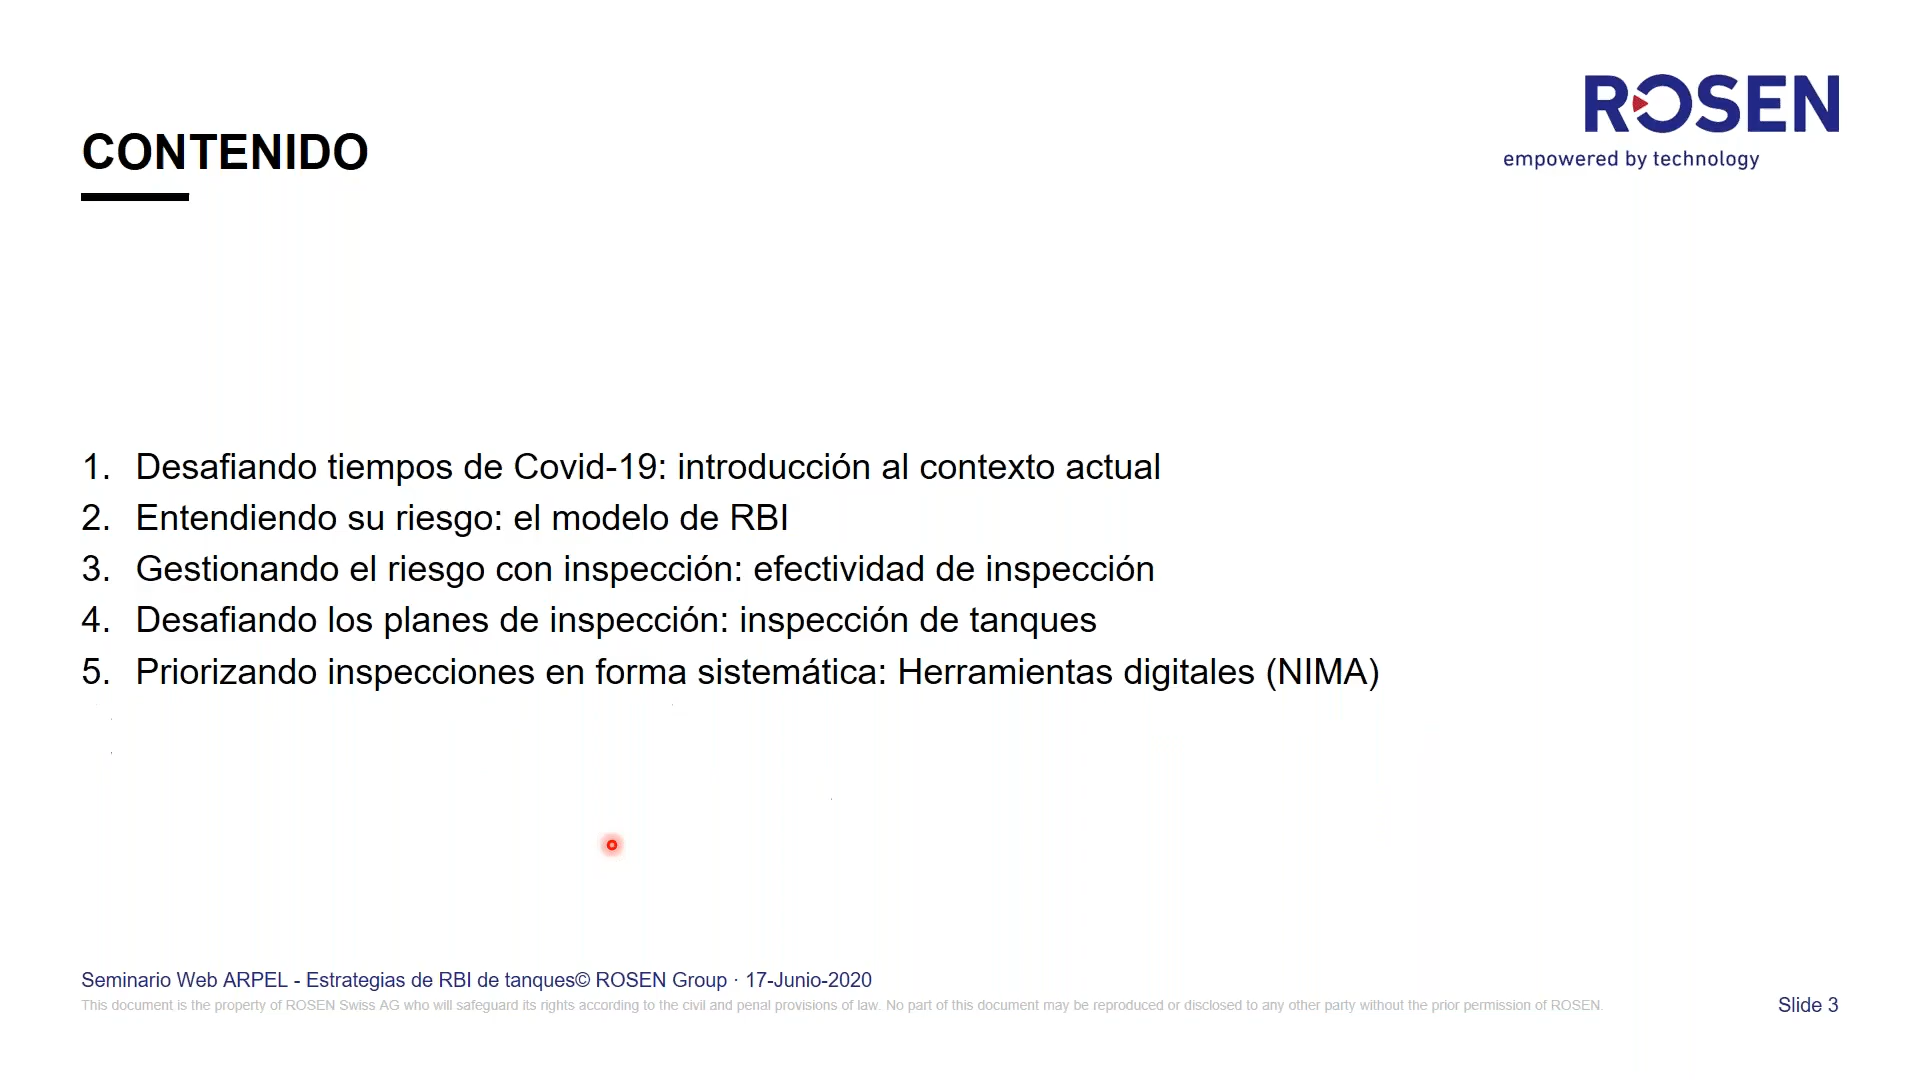 ROSEN
empowered by technology
CONTENIDO
1. Desafiando tiempos de Covid-19: introducción al contexto actual
2. Entendiendo su riesgo: el modelo de RBI
3. Gestionando el riesgo con inspección: efectividad de inspección
4. Desafiando los planes de inspección: inspección de tanques
5. Priorizando inspecciones en forma sistemática: Herramientas digitales (NIMA)
Seminario Web ARPEL - Estrategias de RBI de tanques© ROSEN Group · 17-Junio-2020
This document is the property of ROSEN Swiss AG who will safeguard its rights according to the civil and penal provisions of law. No part of this document may be reproduced or disclosed to any other party without the prior permission of ROSEN.
Slide 3